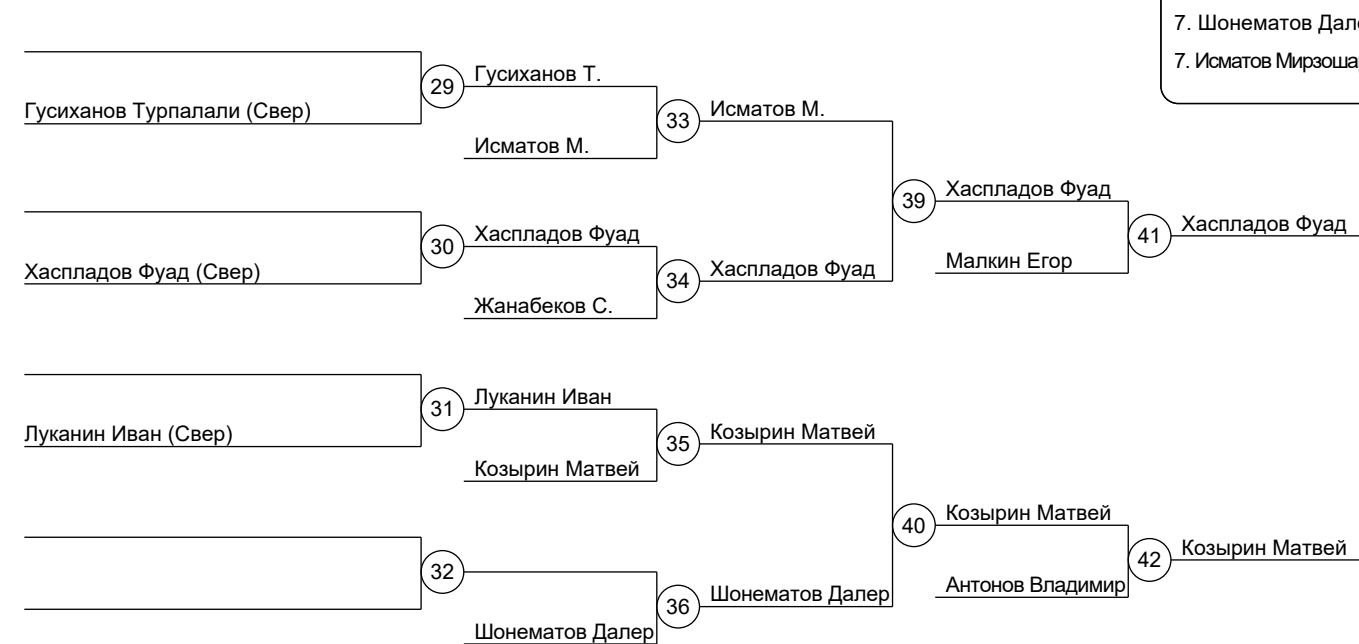 7. Шонематов Дал
7. Исматов Мирзоша
29
Гусиханов Т.
Гусиханов Турпалали (Свер)
33
Исматов М.
Исматов М.
39
Хаспладов Фуад
30
Хаспладов Фуад
41
Хаспладов Фуад
Хаспладов Фуад (Свер)
34
Хаспладов Фуад
Малкин Егор
Жанабеков С.
31
Луканин Иван
Луканин Иван (Свер)
35
Козырин Матвей
Козырин Матвей
40
Козырин Матвей
32
42
Козырин Матвей
Антонов Владимир
36
Шонематов Далер
Шонематов Далер